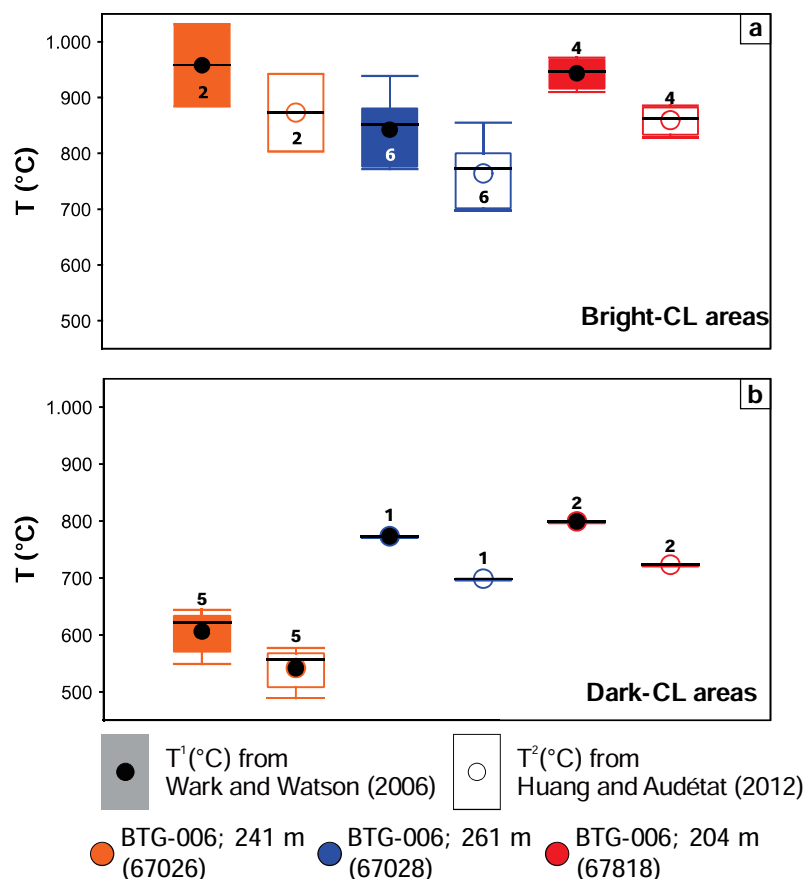 a
1.000
900
800
700
600
500
T (°C)
2
2
6
6
4
4
Bright-CL areas
b
1.000
900
800
700
600
500
T (°C)
5
5
1
1
2
2
Dark-CL areas
T¹(°C) from
Wark and Watson (2006)
T²(°C) from
Huang and Audétat (2012)
BTG-006; 241 m
(67026)
BTG-006; 261 m
(67028)
BTG-006; 204 m
(67818)